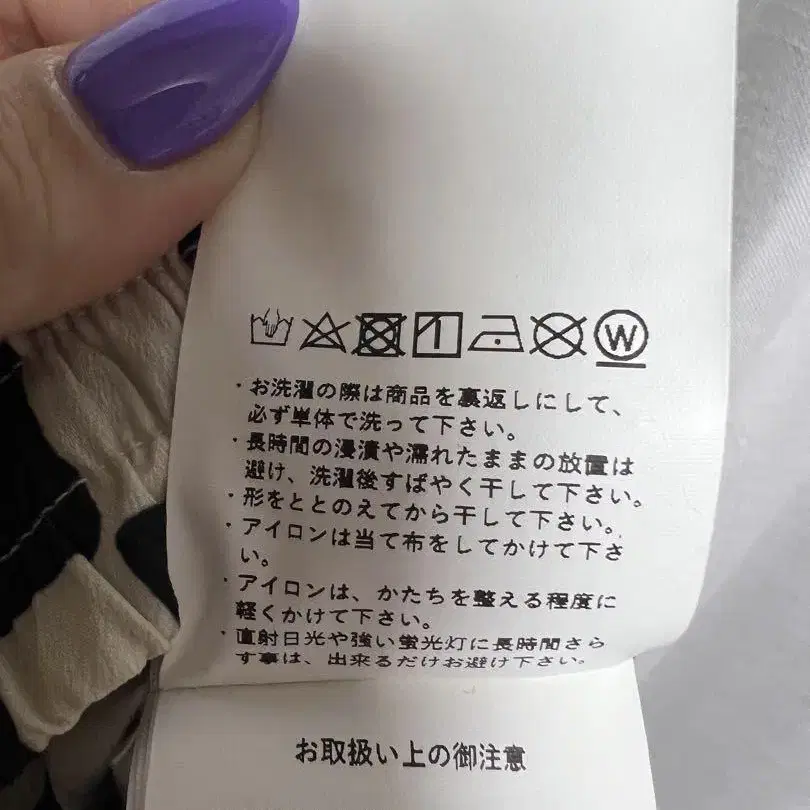 W
・お洗濯の際は商品を裏返しにして、
必ず単体で洗って下さい。
・長時間の浸漬や濡れたままの放置は
避け、洗濯後すばやく干して下さい。
・形をととのえてから干して下さい。
・アイロンは当て布をしてかけて下さ
い。
・アイロンは、かたちを整える程度に
軽くかけて下さい。
・直射日光や強い蛍光灯に長時間さら
す事は、出来るだけお避け下さい。
お取扱い上の御注意